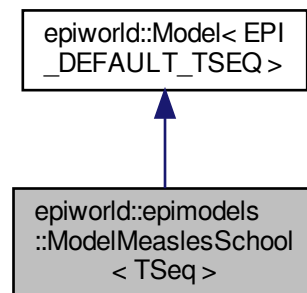 epiworld::Model< EPI
_DEFAULT_TSEQ >
epiworld::epimodels
::ModelMeaslesSchool
< TSeq >